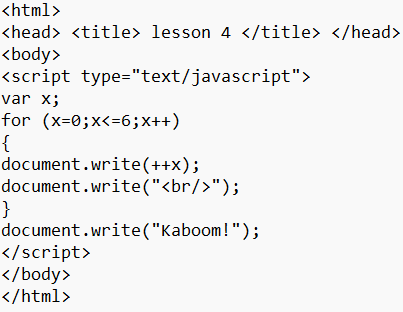 <html>
<head> <title> lesson 4 </title> </head>
<body>
<script type="text/javascript">
var x;
for (x=0;x<=6;x++)
{
document.write(++x);
document.write("<br/>");
}
document.write("Kaboom!");
</script>
</body>
</html>